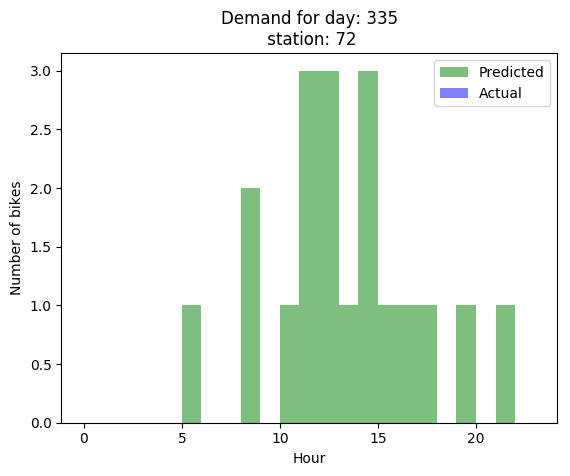 Demand for day: 335
station: 72
Predicted
Actual
Number of bikes
3.0
2.5
2.0
1.5
1.0
0.5
0.0
0
5
10
15
20
Hour